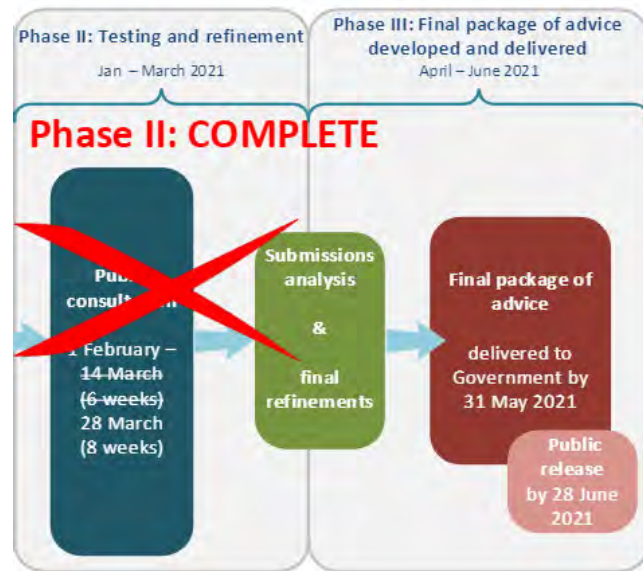 Phase II: Testing and refinement
Jan – March 2021
Phase III: Final package of advice
developed and delivered
April – June 2021
Phase II: COMPLETE
1 February –
14 March
(6 weeks)
28 March
(8 weeks)
Submissions
analysis
&
final
refinements
Final package of
advice
delivered to
Government by
31 May 2021
Public
release
by 28 June
2021